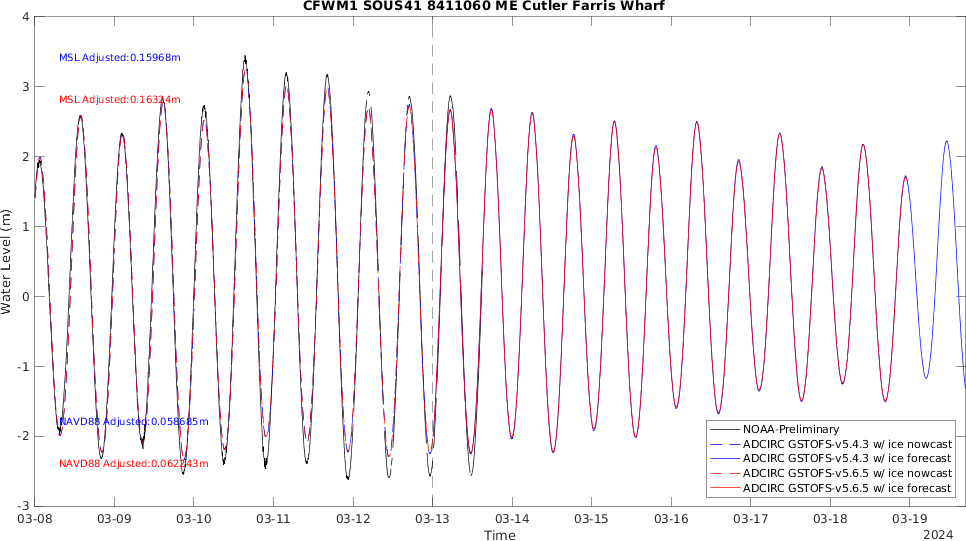 CFWM1 SOUS41 8411060 ME Cutler Farris Wharf
4
3
2
1
0
-1
-2
-3
Water Level (m)
MSL Adjusted:0.15968m
MSL Adjusted:0.16324m
NAVD88 Adjusted:0.058685m
NAVD88 Adjusted:0.062243m
NOAA-Preliminary
ADCIRC GSTOFS-v5.4.3 w/ ice nowcast
ADCIRC GSTOFS-v5.4.3 w/ ice forecast
ADCIRC GSTOFS-v5.6.5 w/ ice nowcast
ADCIRC GSTOFS-v5.6.5 w/ ice forecast
03-08 03-09 03-10 03-11 03-12 03-13 03-14 03-15 03-16 03-17 03-18 03-19
Time
2024